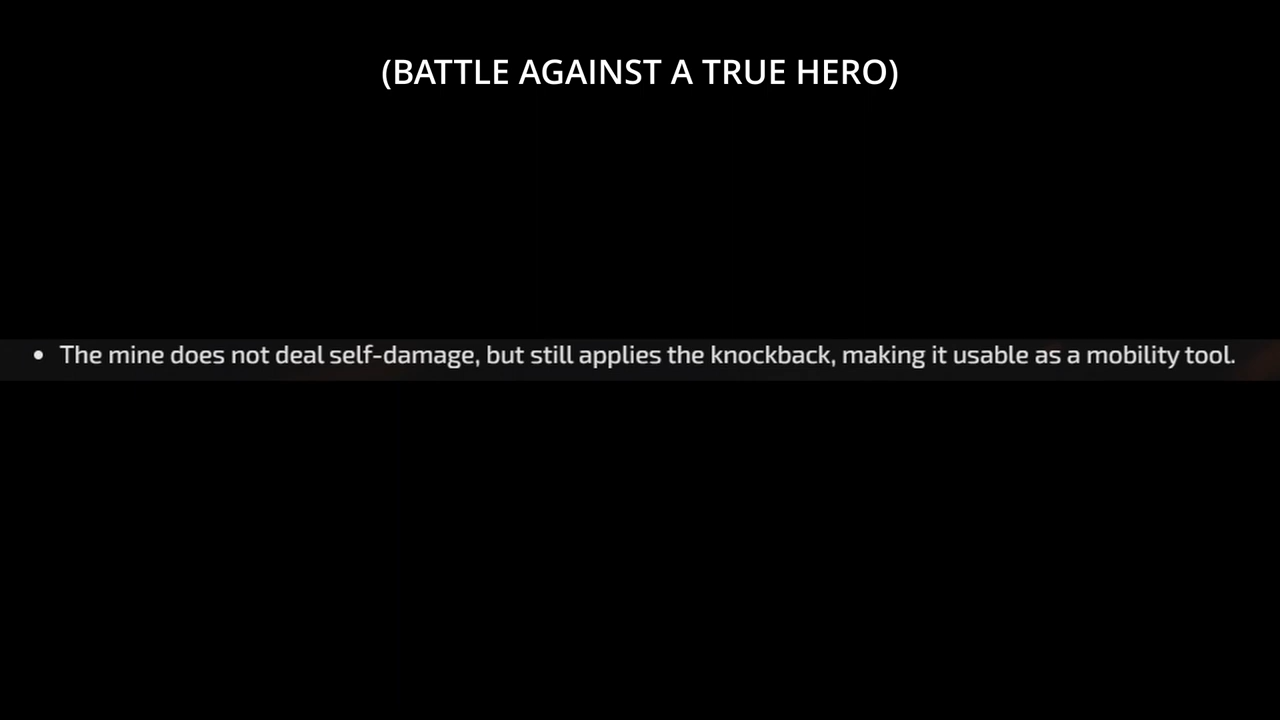 (BATTLE AGAINST A TRUE HERO)
• The mine does not deal self-damage, but still applies the knockback, making it usable as a mobility tool.